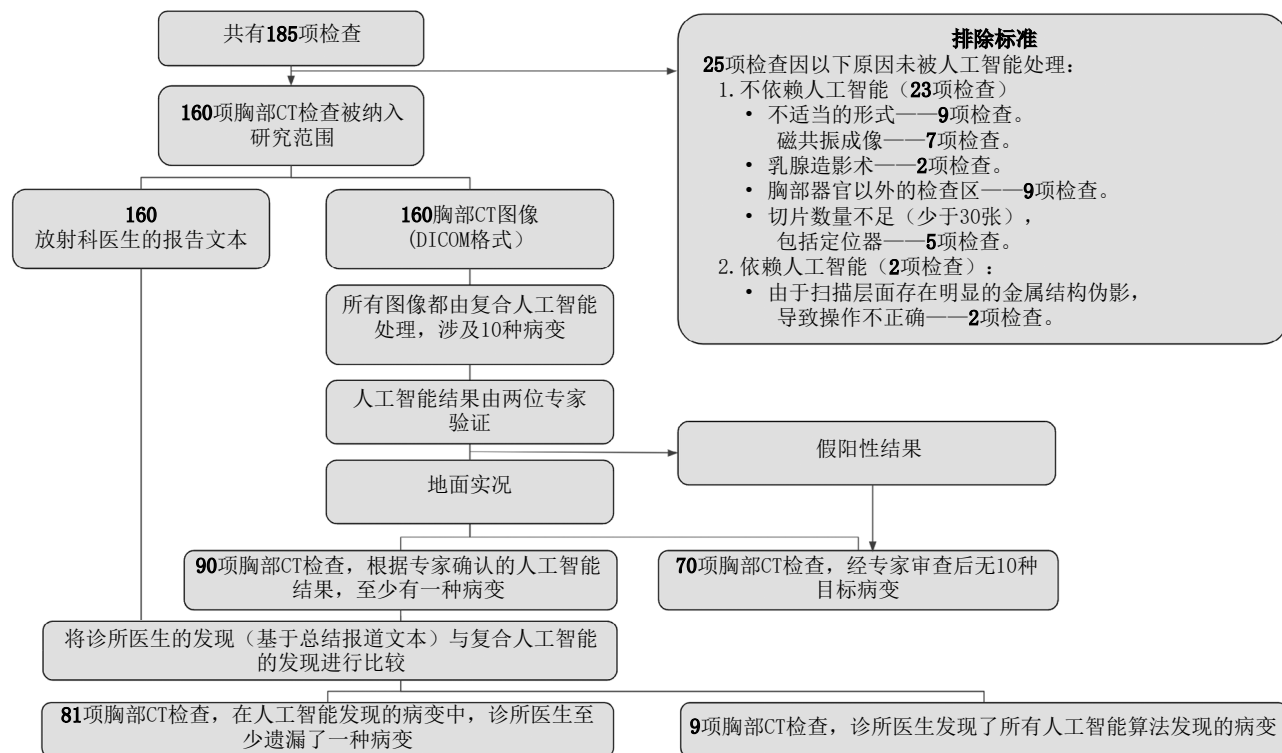 共有185项检查
160项胸部CT检查被纳入
研究范围
排除标准
25项检查因以下原因未被人工智能处理：
1. 不依赖人工智能（23项检查）
• 不适当的形式——9项检查。
磁共振成像——7项检查。
• 乳腺造影术——2项检查。
• 胸部器官以外的检查区——9项检查。
• 切片数量不足（少于30张），
包括定位器——5项检查。
2. 依赖人工智能（2项检查）：
• 由于扫描层面存在明显的金属结构伪影，
导致操作不正确——2项检查。
160
放射科医生的报告文本
160胸部CT图像
(DICOM格式）
所有图像都由复合人工智能
处理，涉及10种病变
人工智能结果由两位专家
验证
假阳性结果
地面实况
90项胸部CT检查，根据专家确认的人工智能
结果，至少有一种病变
70项胸部CT检查，经专家审查后无10种
目标病变
将诊所医生的发现（基于总结报道文本）与复合人工智能
的发现进行比较
81项胸部CT检查，在人工智能发现的病变中，诊所医生至
少遗漏了一种病变
9项胸部CT检查，诊所医生发现了所有人工智能算法发现的病变